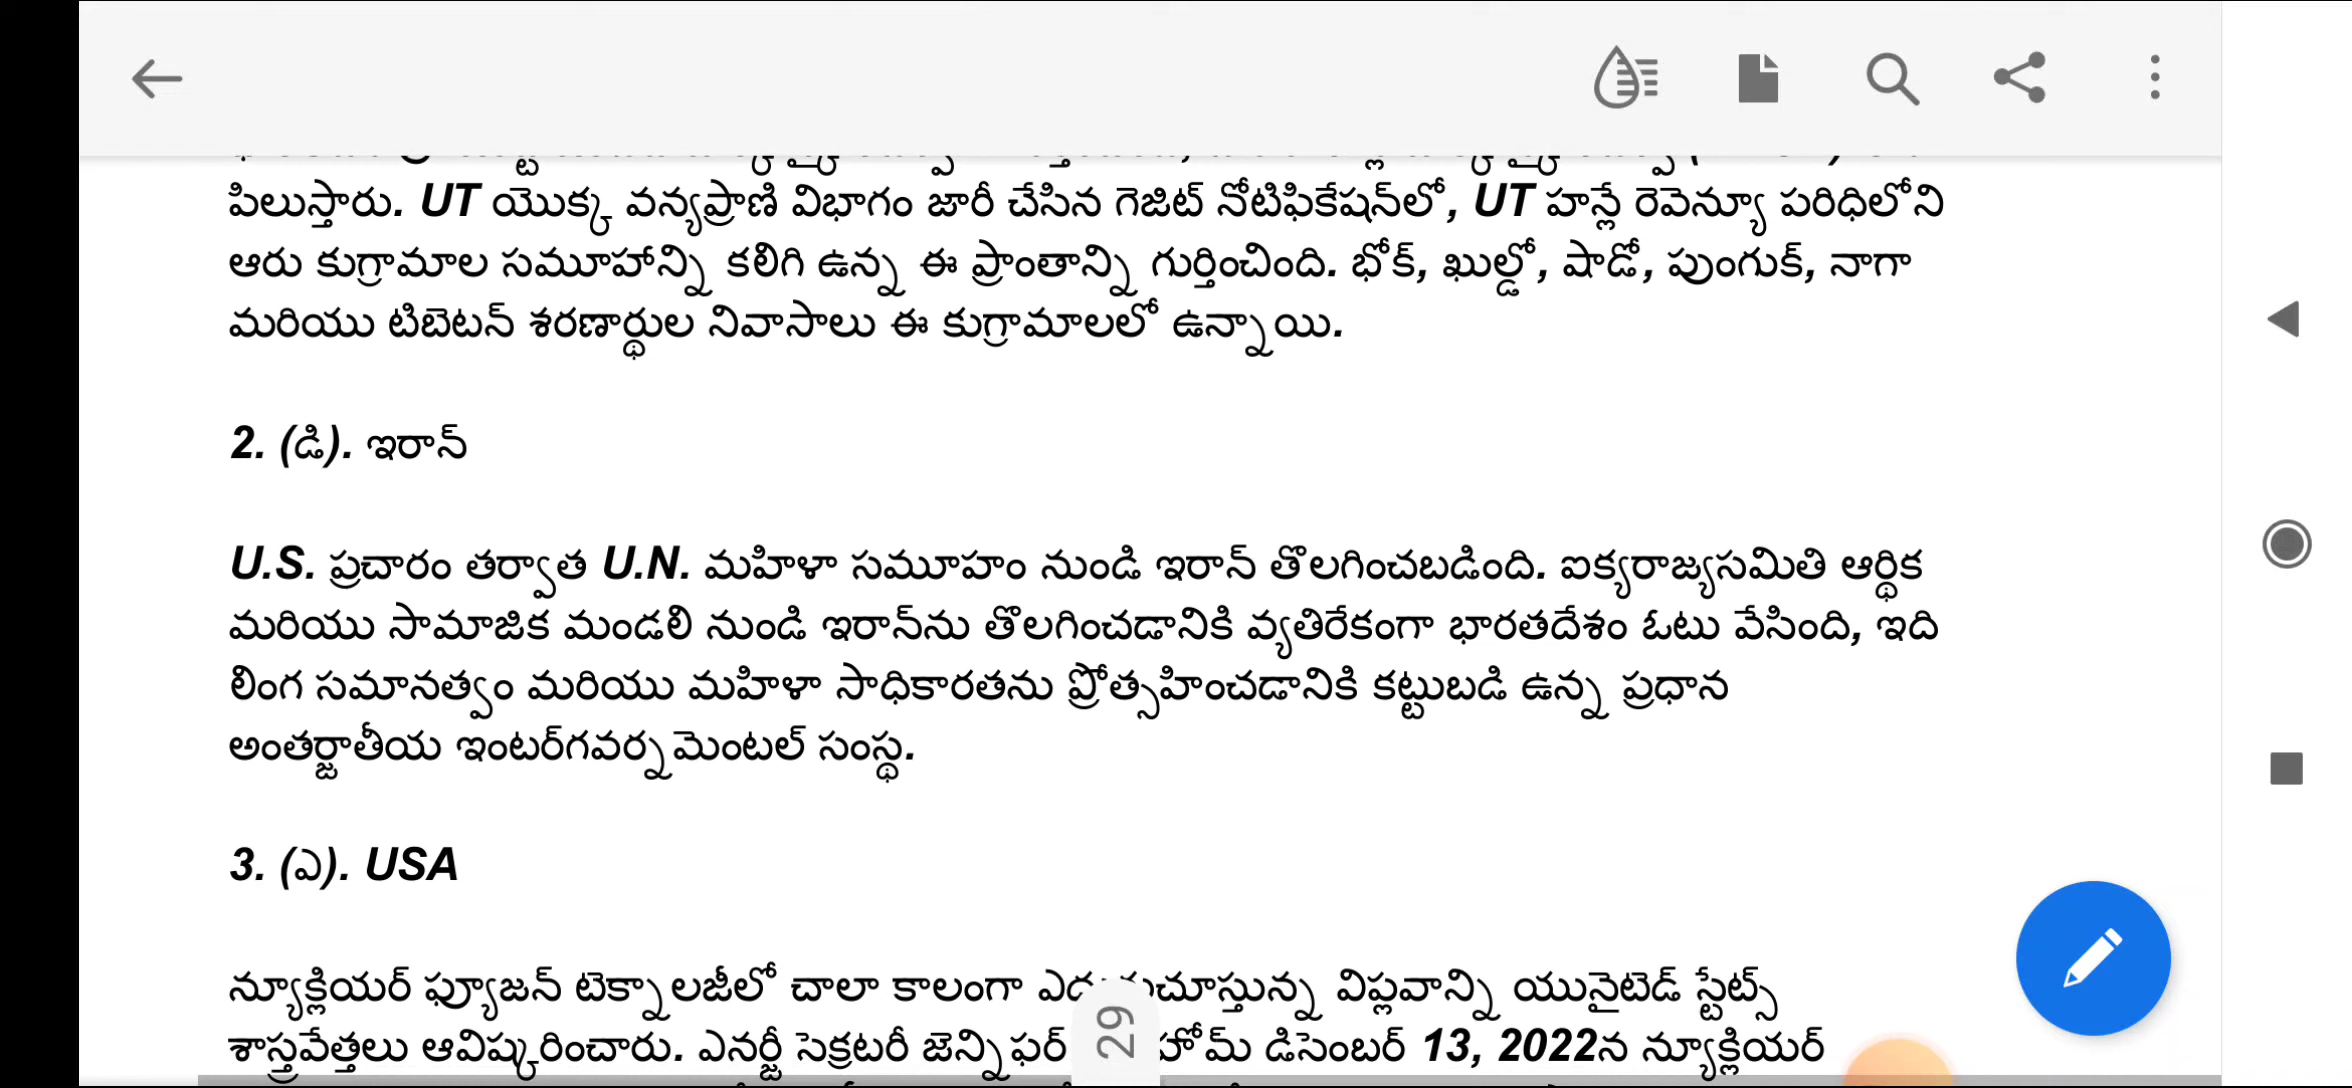 పిలుస్తారు. UT యొక్క వన్యప్రాణి విభాగం జారీ చేసిన గెజిట్ నోటిఫికేషన్‌లో, UT హన్లే రెవెన్యూ పరిధిలోని
ఆరు కుగ్రామాల సమూహాన్ని కలిగి ఉన్న ఈ ప్రాంతాన్ని గుర్తించింది. భోక్, ఖుల్డో, షాడో, పుంగుక్, నాగా
మరియు టిబెటన్ శరణార్థుల నివాసాలు ఈ కుగ్రామాలలో ఉన్నాయి.
2. (డి). ఇరాన్
U.S. ప్రచారం తర్వాత U.N. మహిళా సమూహం నుండి ఇరాన్ తొలగించబడింది. ఐక్యరాజ్యసమితి ఆర్థిక
మరియు సామాజిక మండలి నుండి ఇరాన్‌ను తొలగించడానికి వ్యతిరేకంగా భారతదేశం ఓటు వేసింది, ఇది
లింగ సమానత్వం మరియు మహిళా సాధికారతను ప్రోత్సహించడానికి కట్టుబడి ఉన్న ప్రధాన
అంతర్జాతీయ ఇంటర్‌గవర్నమెంటల్ సంస్థ.
3. (ఎ). USA
న్యూక్లియర్ ఫ్యూజన్ టెక్నాలజీలో చాలా కాలంగా విప్లవాన్ని యునైటెడ్ స్టేట్స్
శాస్త్రవేత్తలు ఆవిష్కరించారు. ఎనర్జీ సెక్రటరీ జెన్నిఫర్ డిసెంబర్ 13, 2022న న్యూక్లియర్
29